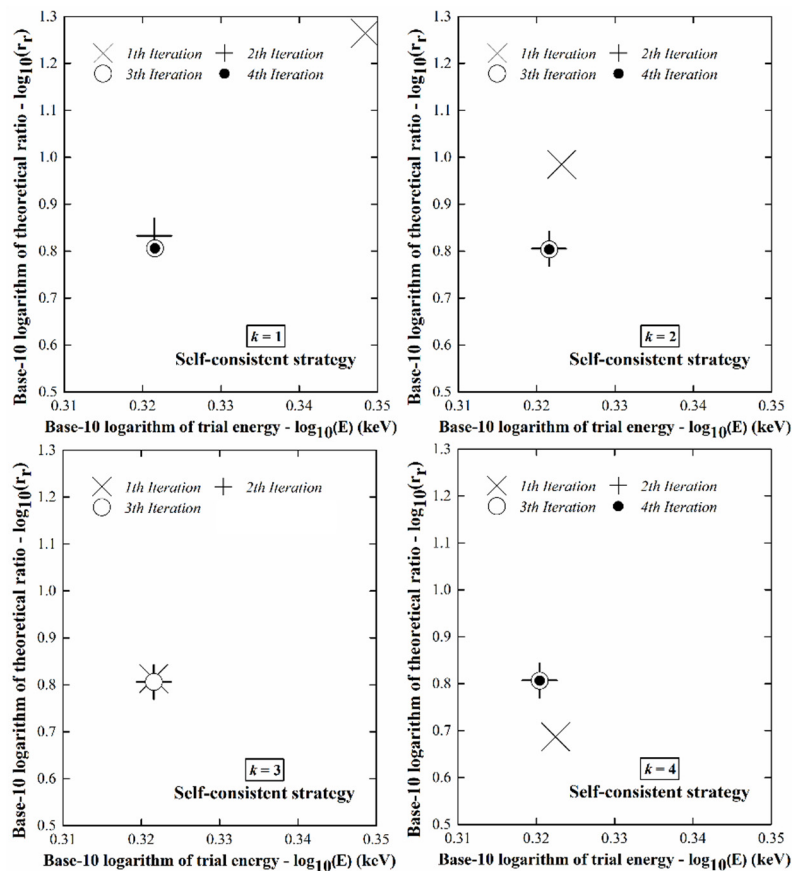 Base-10 logarithm of theoretical ratio - log10(rr)
1.3
1.2
1.1
1.0
0.9
0.8
0.7
0.6
0.5
1th Iteration
2th Iteration
3th Iteration
4th Iteration
k = 1
Self-consistent strategy
0.31
0.32
0.33
0.34
0.35
Base-10 logarithm of trial energy - log10(E) (keV)
Base-10 logarithm of theoretical ratio - log10(rr)
1.3
1.2
1.1
1.0
0.9
0.8
0.7
0.6
0.5
1th Iteration
2th Iteration
3th Iteration
4th Iteration
k = 2
Self-consistent strategy
0.31
0.32
0.33
0.34
0.35
Base-10 logarithm of trial energy - log10(E) (keV)
Base-10 logarithm of theoretical ratio - log10(rr)
1.3
1.2
1.1
1.0
0.9
0.8
0.7
0.6
0.5
1th Iteration
2th Iteration
3th Iteration
k = 3
Self-consistent strategy
0.31
0.32
0.33
0.34
0.35
Base-10 logarithm of trial energy - log10(E) (keV)
Base-10 logarithm of theoretical ratio - log10(rr)
1.3
1.2
1.1
1.0
0.9
0.8
0.7
0.6
0.5
1th Iteration
2th Iteration
3th Iteration
4th Iteration
k = 4
Self-consistent strategy
0.31
0.32
0.33
0.34
0.35
Base-10 logarithm of trial energy - log10(E) (keV)